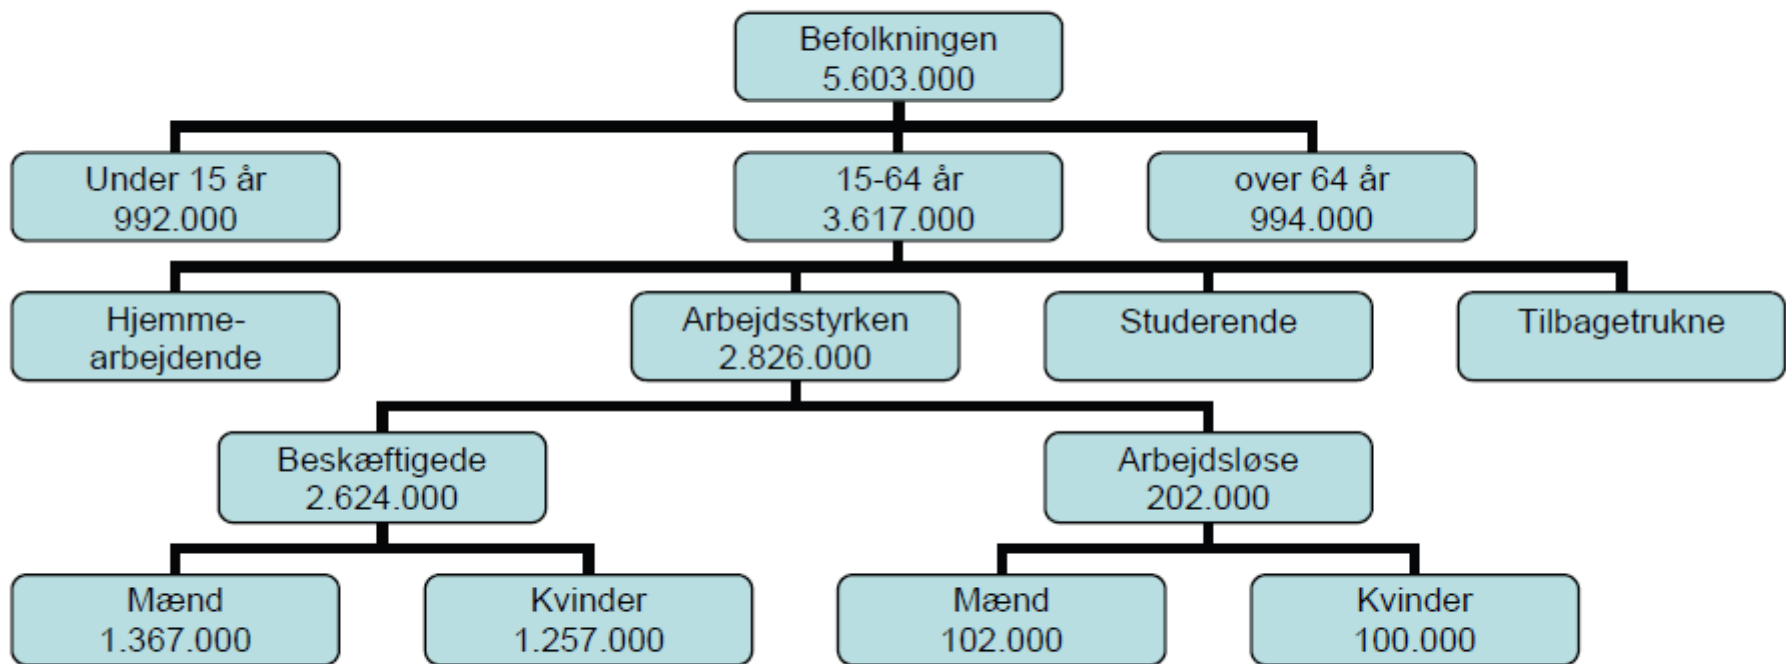 Befolkningen
5.603.000
Under 15 år
992.000
15-64 år
3.617.000
over 64 år
994.000
Hjemme-
arbejdende
Arbejdsstyrken
2.826.000
Studerende
Tilbagetrukne
Beskæftigede
2.624.000
Arbejdsløse
202.000
Mænd
1.367.000
Kvinder
1.257.000
Mænd
102.000
Kvinder
100.000